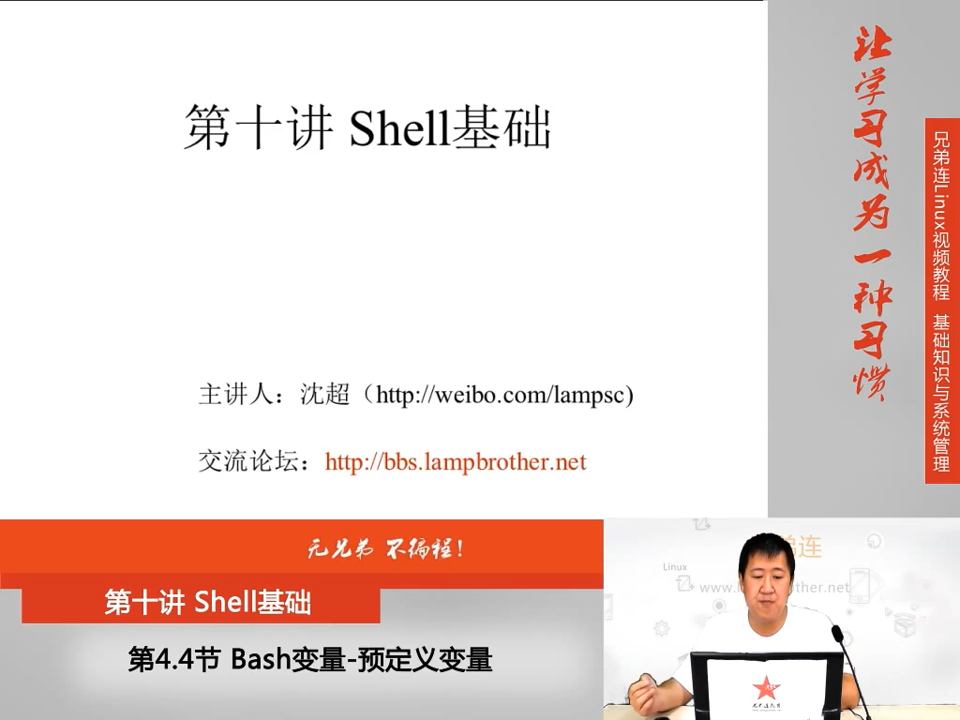 第十讲 Shell基础
主讲人：沈超（http://weibo.com/lampsc)
交流论坛：http://bbs.lampbrother.net
让学习成为一种习惯
兄弟连Linux视频教程 基础知识与系统管理
无兄弟 不编程！
第十讲 Shell基础
第4.4节 Bash变量-预定义变量
弟连
Linux